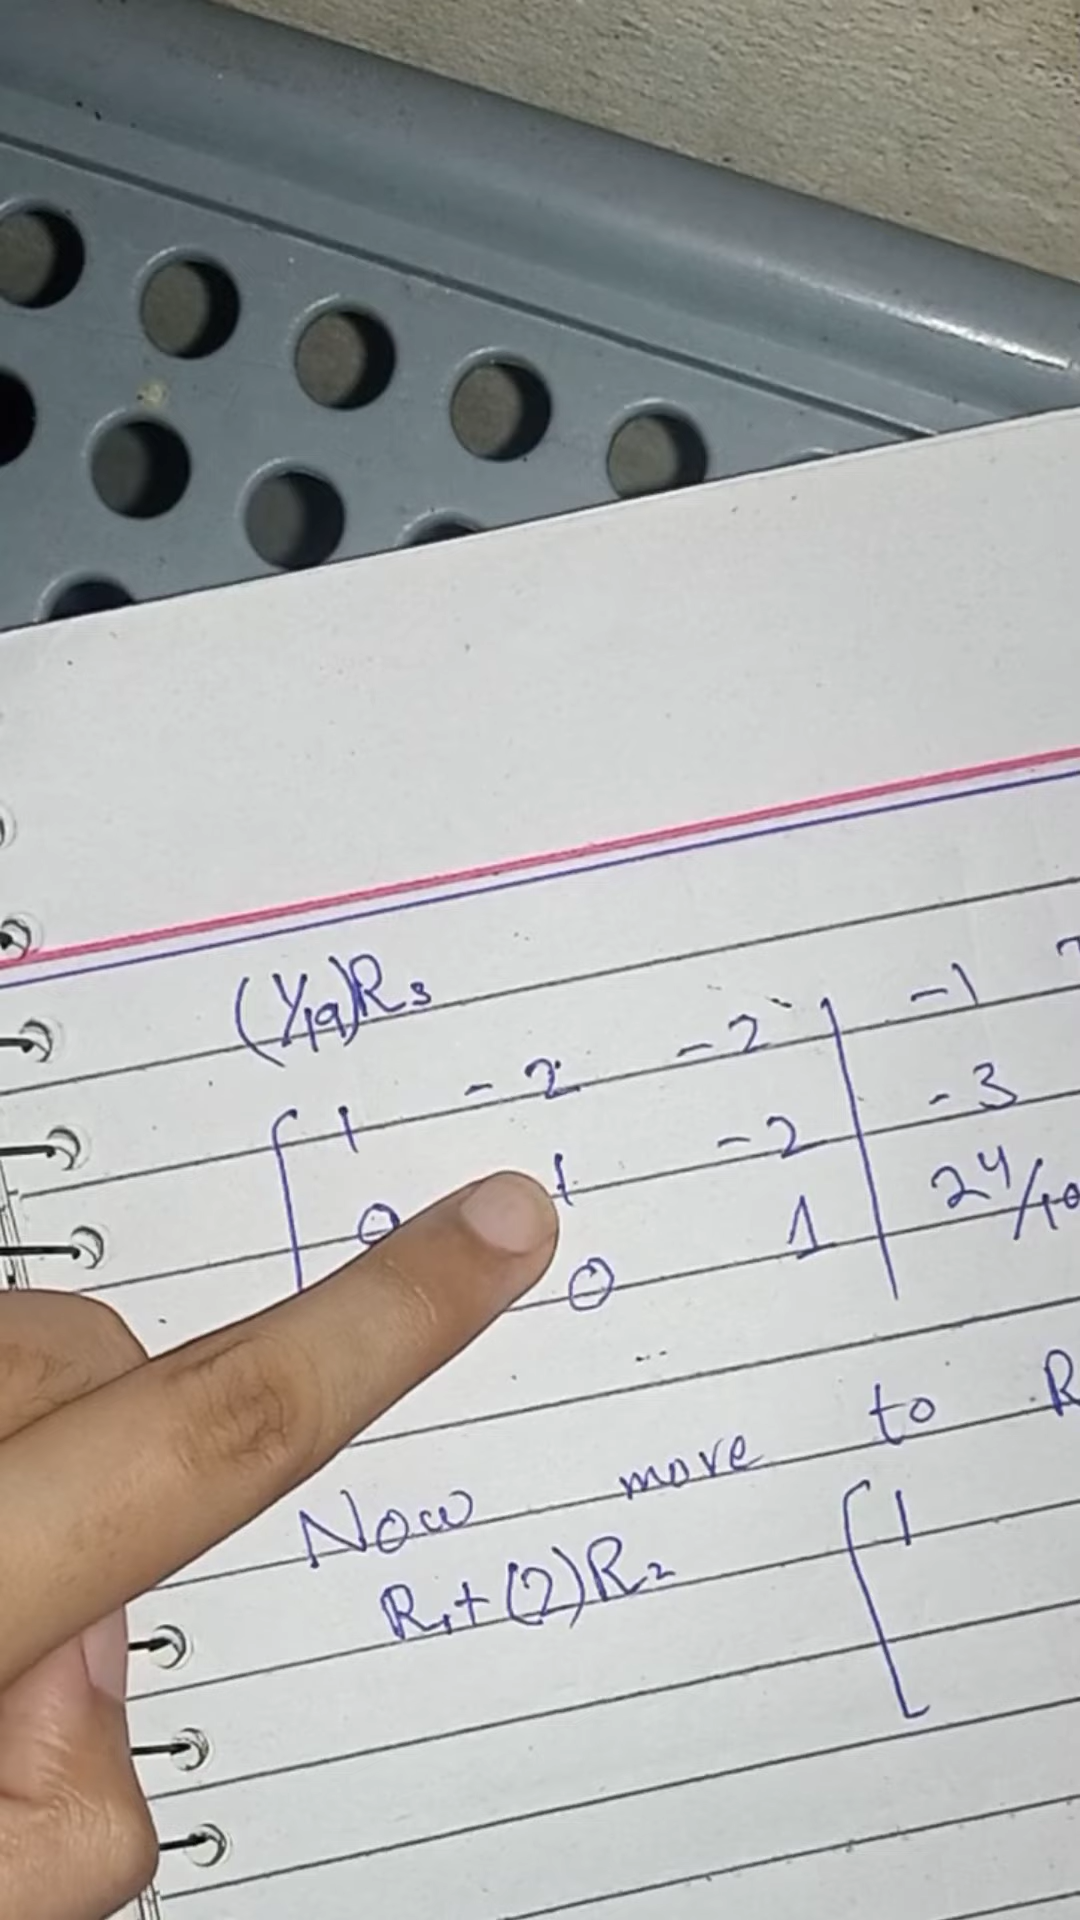 (1/19)R₃
1 -2 -2 | -1
0 1 -2 | -3
0 1 | 24/19
Now move to R
R₁+(2)R₂ [1